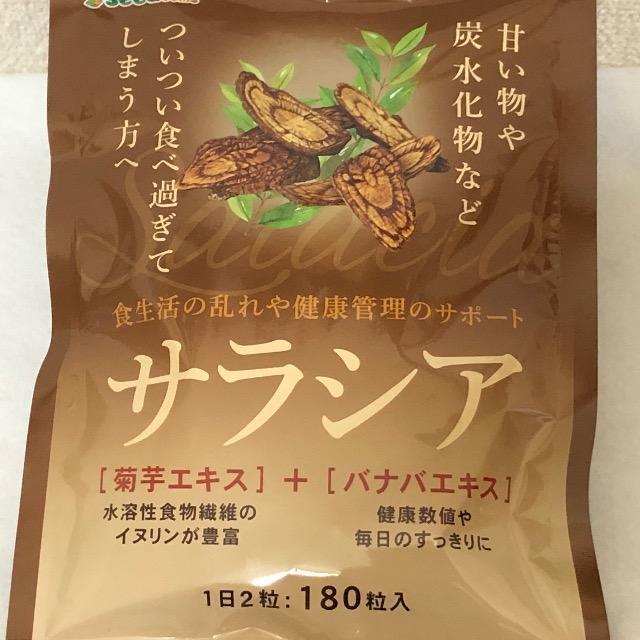 甘い物や
炭水化物など
ついつい食べ過ぎて
しまう方へ
Salacia
食生活の乱れや健康管理のサポート
サラシア
[菊芋エキス]+[バナバエキス]
水溶性食物繊維の
イヌリンが豊富
健康数値や
毎日のすっきりに
1日2粒:180粒入